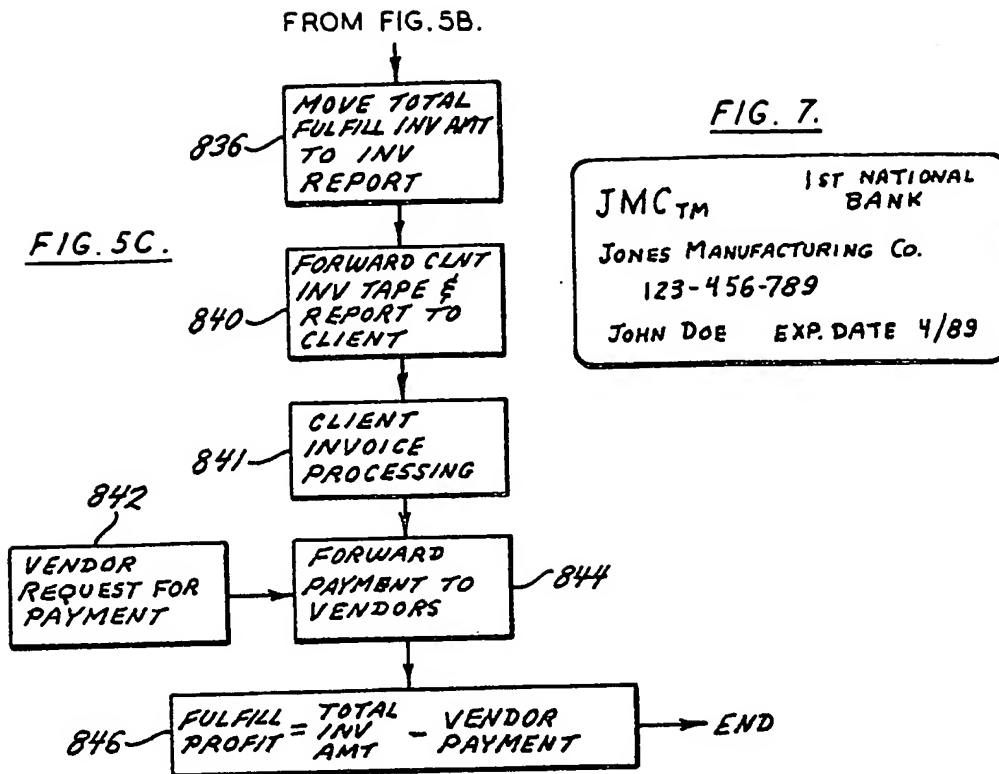 FROM FIG. 5B.
MOVE TOTAL
FULFILL INV AMT
TO INV
REPORT
836
FIG. 5C.
FORWARD CLNT
INV TAPE &
REPORT TO
CLIENT
840
CLIENT
INVOICE
PROCESSING
841
842
VENDOR
REQUEST FOR
PAYMENT
FORWARD
PAYMENT TO
VENDORS
844
846
FULFILL PROFIT = TOTAL INV AMT - VENDOR PAYMENT
END
FIG. 7.
JMC TM
1ST NATIONAL
BANK
JONES MANUFACTURING CO.
123-456-789
JOHN DOE EXP. DATE 4/89